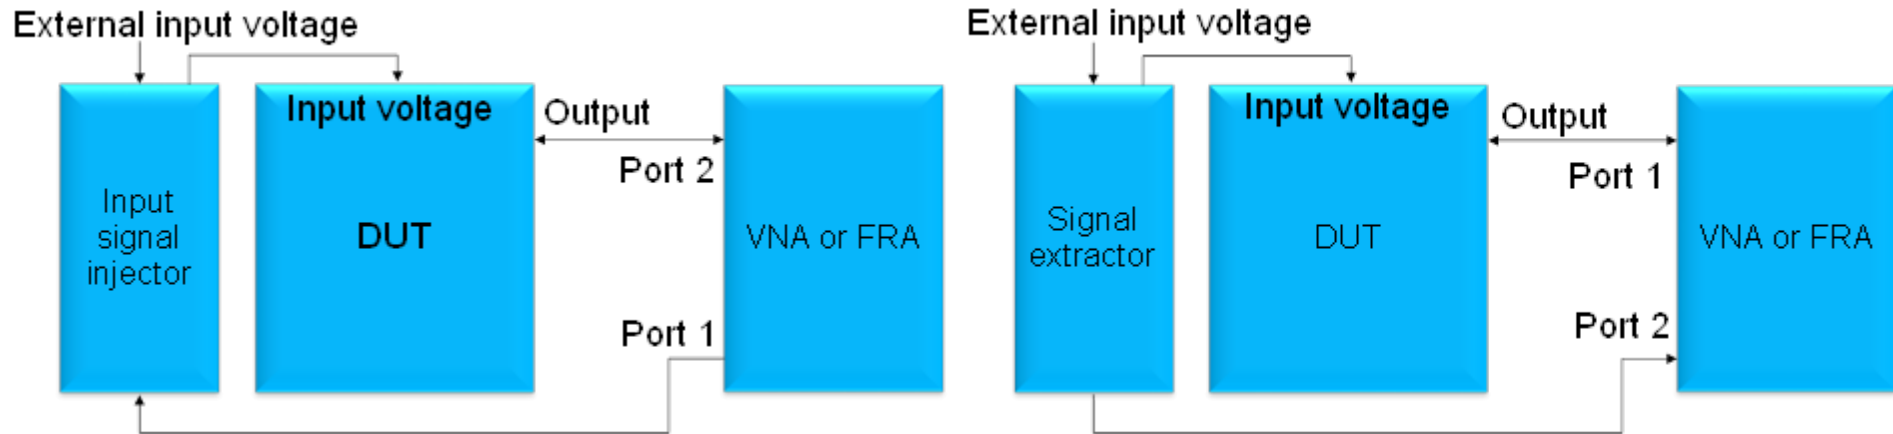 External input voltage
Input voltage
Output
Port 2
Input
signal
injector
DUT
VNA or FRA
Port 1
External input voltage
Input voltage
Output
Port 1
Signal
extractor
DUT
VNA or FRA
Port 2